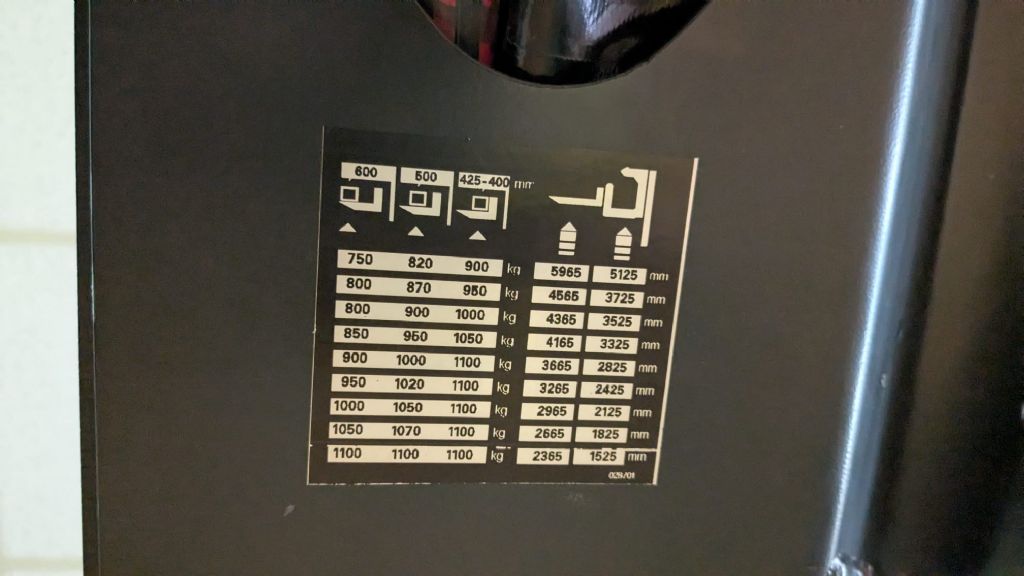 600 500 425-400 mm
750 820 900 kg 5965 5125 mm
800 870 950 kg 4565 3725 mm
800 900 1000 kg 4365 3525 mm
850 950 1050 kg 4165 3325 mm
900 1000 1100 kg 3665 2825 mm
950 1020 1100 kg 3265 2425 mm
1000 1050 1100 kg 2965 2125 mm
1050 1070 1100 kg 2665 1825 mm
1100 1100 1100 kg 2365 1525 mm